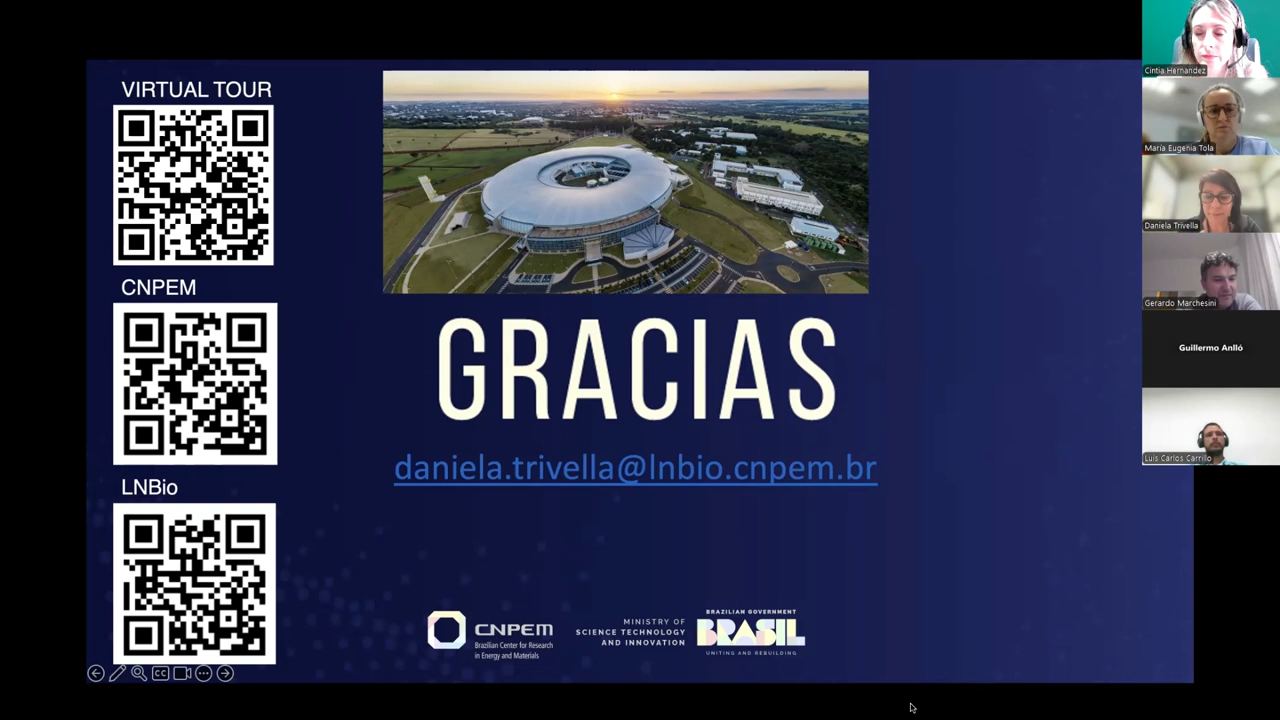 VIRTUAL TOUR
CNPEM
LNBio
GRACIAS
daniela.trivella@lnbio.cnpem.br
CNPEM
Brazilian Center for Research
in Energy and Materials
MINISTRY OF
SCIENCE TECHNOLOGY
AND INNOVATION
BRAZILIAN GOVERNMENT
BRASIL
UNITING AND REBUILDING
CC
Cintia Hernandez
María Eugenia Tola
Daniela Trivella
Gerardo Marchesini
Guillermo Anlló
Luis Carlos Carrillo